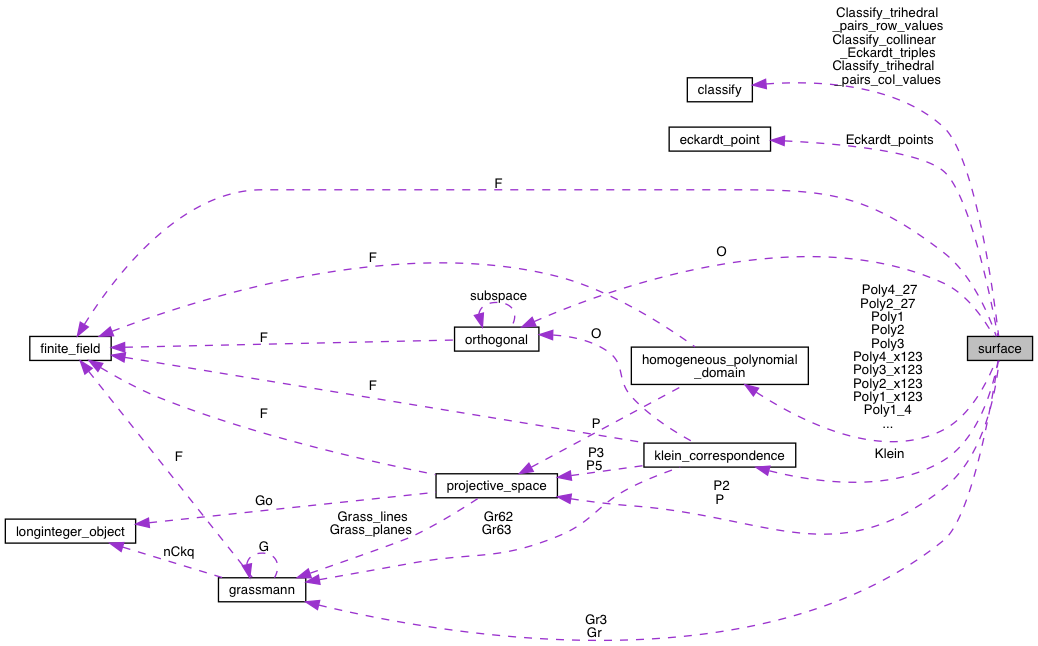 Classify_trihedral
_pairs_row_values
Classify_collinear
_Eckardt_triples
Classify_trihedral
_pairs_col_values
classify
eckardt_point
Eckardt_points
F
F
O
subspace
Poly4_27
Poly2_27
Poly1
Poly2
Poly3
Poly4_x123
Poly3_x123
Poly2_x123
Poly1_x123
Poly1_4
...
finite_field
F
orthogonal
O
homogeneous_polynomial
_domain
surface
F
F
P
Klein
klein_correspondence
P3
P5
F
projective_space
P2
P
Go
longinteger_object
Grass_lines
Grass_planes
Gr62
Gr63
nCkq
G
grassmann
Gr3
Gr